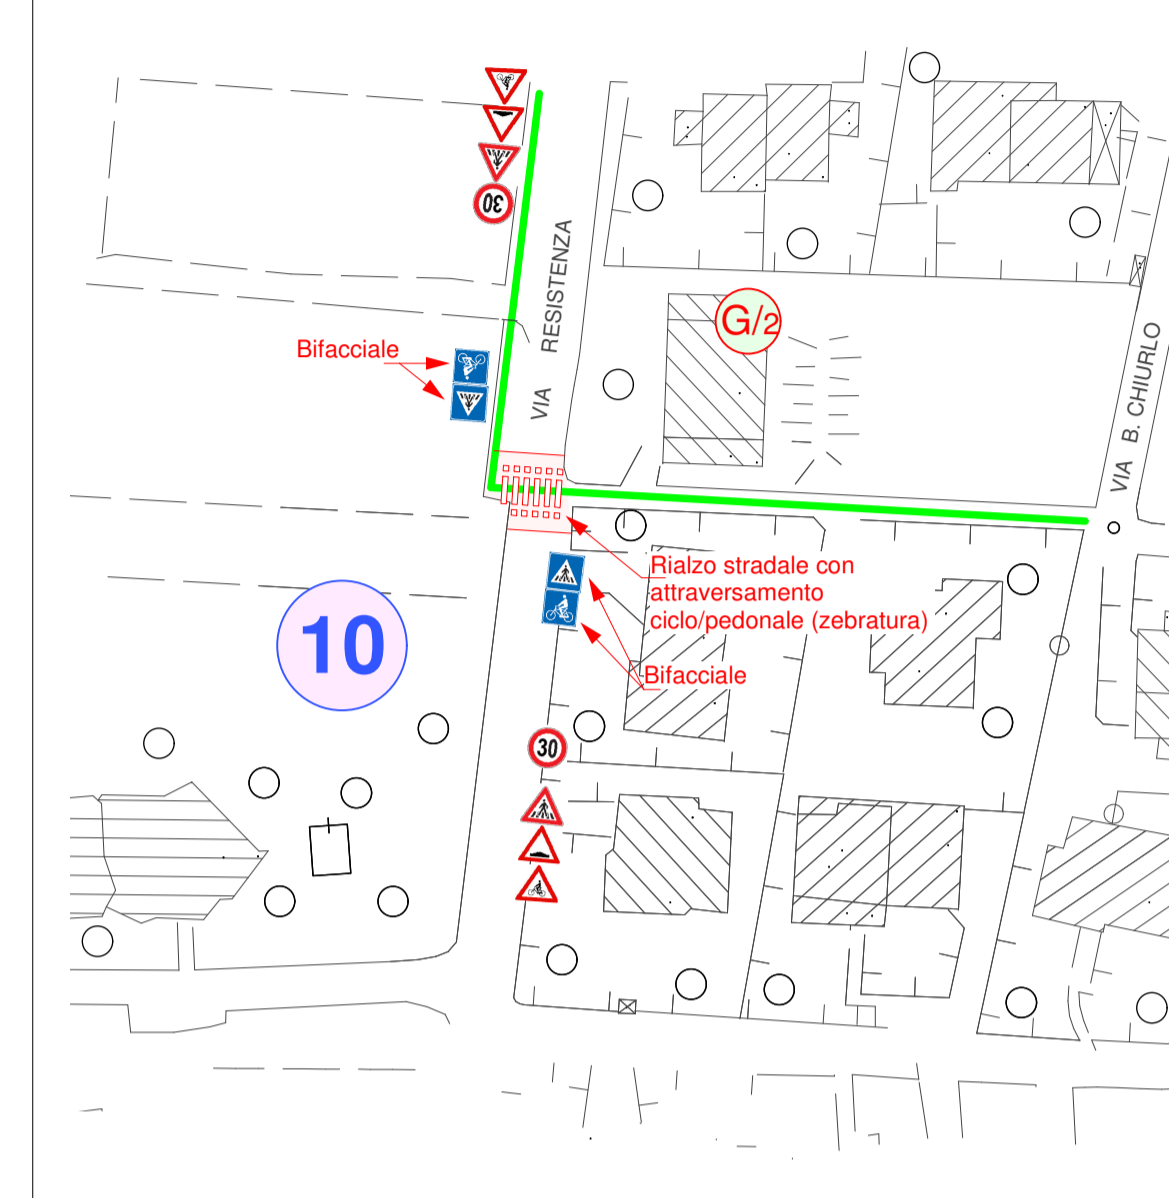 30
VIA RESISTENZA
G/2
Bifacciale
VIA B. CHIURLO
Rialzo stradale con
attraversamento
ciclo/pedonale (zebratura)
10
Bifacciale
30